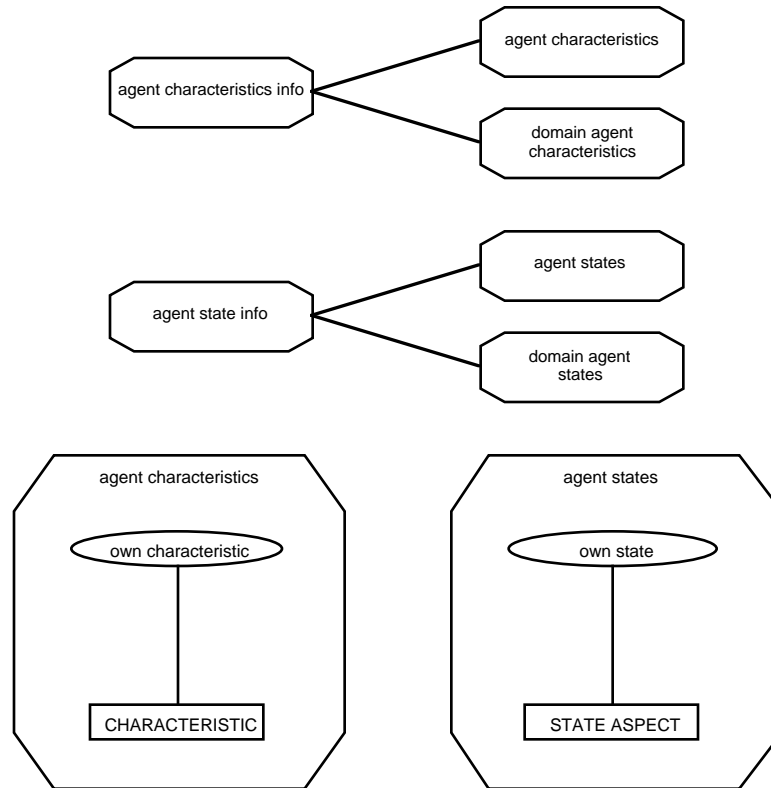 agent characteristics
agent characteristics info
domain agent
characteristics
agent states
agent state info
domain agent
states
agent characteristics
own characteristic
CHARACTERISTIC
agent states
own state
STATE ASPECT